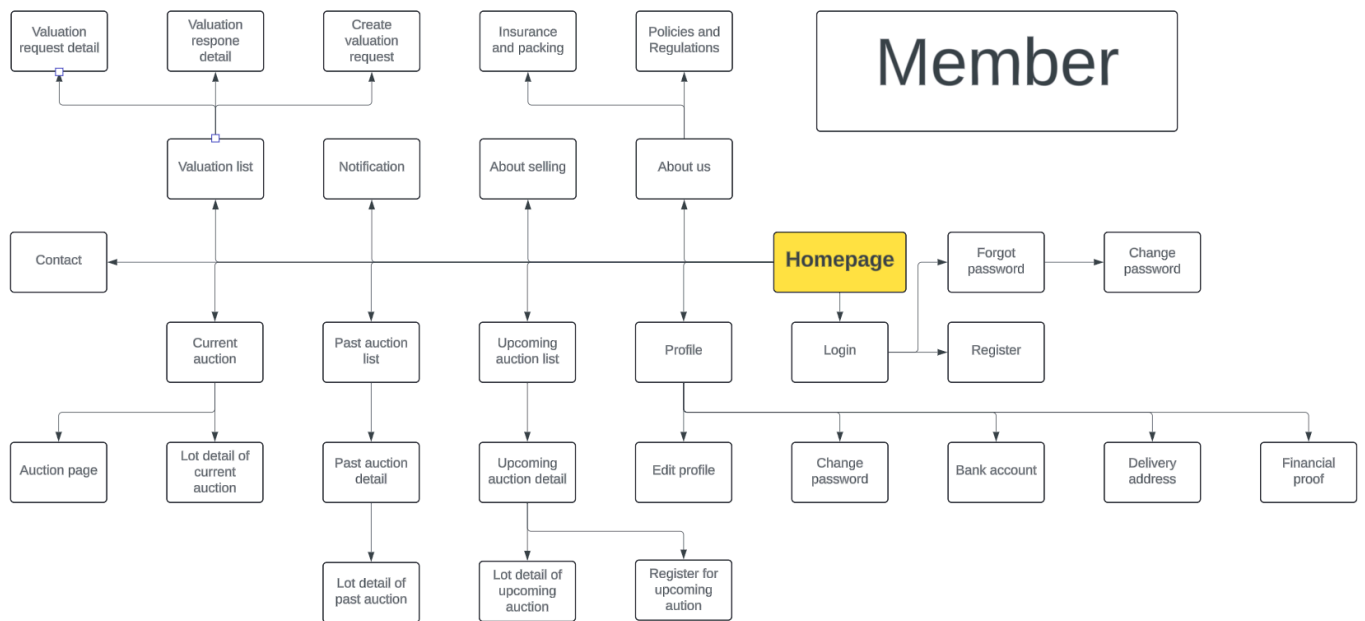 Valuation
request detail
Valuation
respone
detail
Create
valuation
request
Insurance
and packing
Policies and
Regulations
Member
Valuation list
Notification
About selling
About us
Contact
Homepage
Forgot
password
Change
password
Current
auction
Past auction
list
Upcoming
auction list
Profile
Login
Register
Auction page
Lot detail of
current
auction
Past auction
detail
Upcoming
auction detail
Edit profile
Change
password
Bank account
Delivery
address
Financial
proof
Lot detail of
past auction
Lot detail of
upcoming
auction
Register for
upcoming
aution